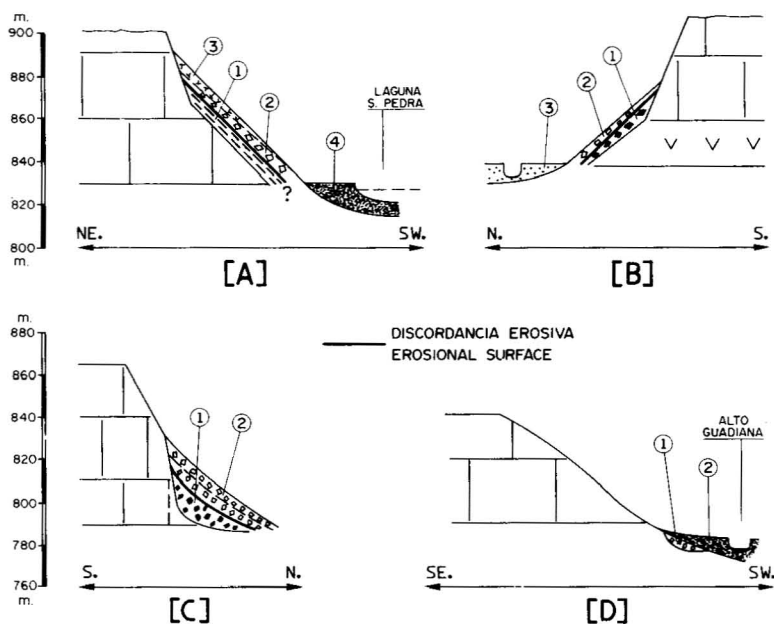 m.
900
880
860
840
820
800
m.
3
1
2
4
LAGUNA
S. PEDRA
?
NE.
SW.
[A]
3
2
1
N.
S.
[B]
m.
880
860
840
820
800
780
760
m.
DISCORDANCIA EROSIVA
EROSIONAL SURFACE
1
2
S.
N.
[C]
1
2
ALTO
GUADIANA
SE.
SW.
[D]